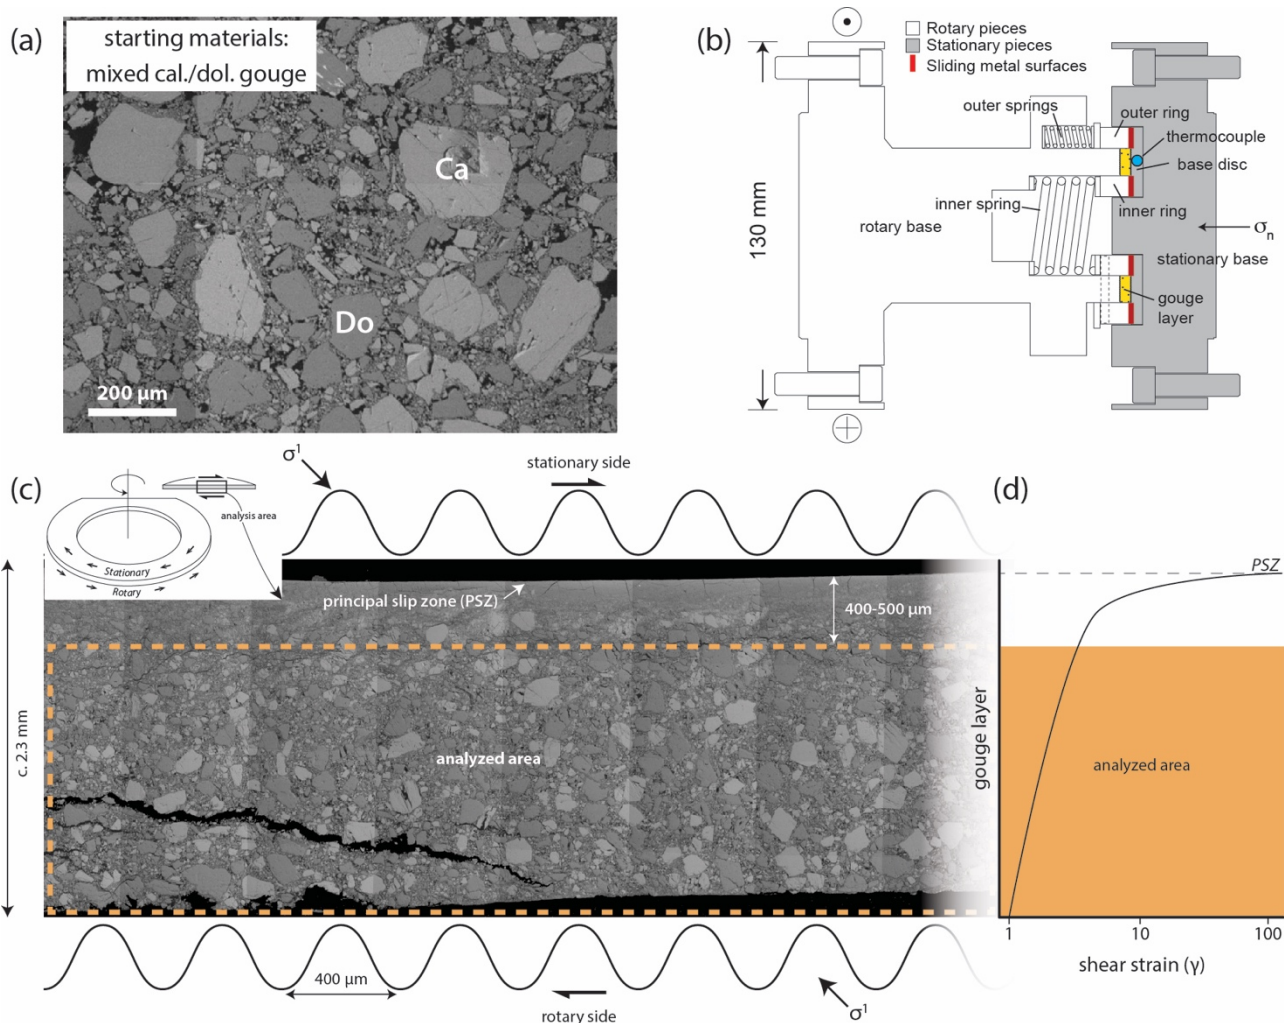 (a)
starting materials:
mixed cal./dol. gouge
Ca
Do
200 µm
(b)
Rotary pieces
Stationary pieces
Sliding metal surfaces
outer springs
outer ring
thermocouple
base disc
inner spring
inner ring
rotary base
σn
stationary base
gouge
layer
130 mm
(c)
σ1
stationary side
analysis area
Stationary
Rotary
principal slip zone (PSZ)
400-500 µm
analyzed area
c. 2.3 mm
400 µm
rotary side
σ1
(d)
PSZ
gouge layer
analyzed area
1
10
100
shear strain (γ)